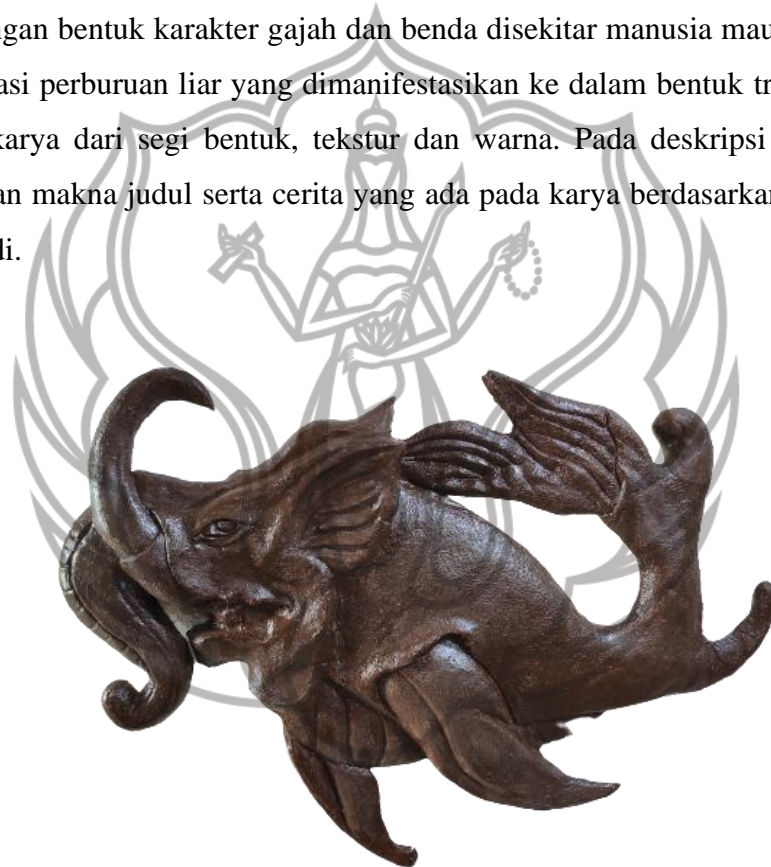 ngan bentuk karakter gajah dan benda disekitar manusia mau
asi perburuan liar yang dimanifestasikan ke dalam bentuk tr
karya dari segi bentuk, tekstur dan warna. Pada deskripsi
an makna judul serta cerita yang ada pada karya berdasarkan
di.